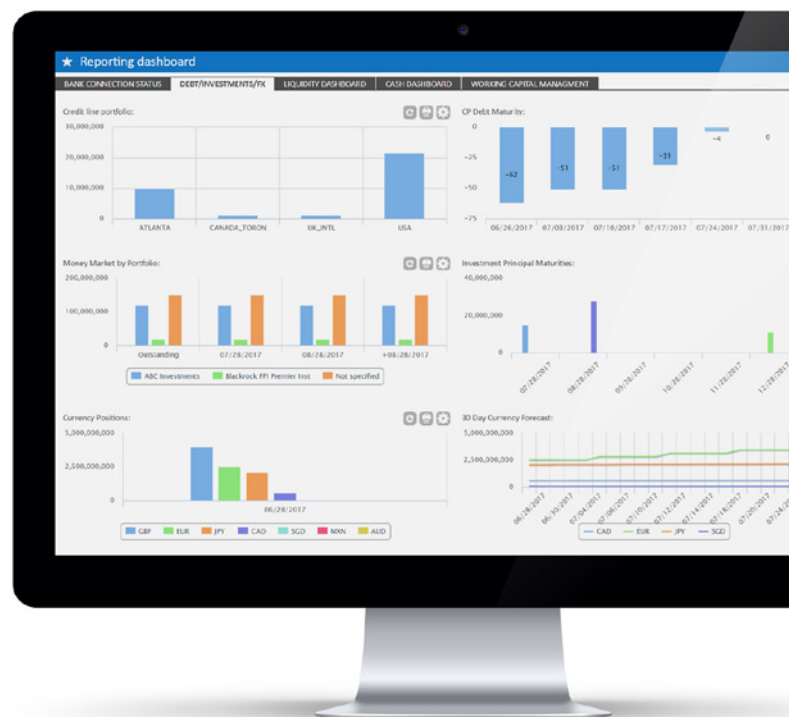 ★ Reporting dashboard
BANK CONNECTION STATUS DEBT/INVESTMENTS/FX LIQUIDITY DASHBOARD CASH DASHBOARD WORKING CAPITAL MANAGMENT
Credit line portfolio:
30,000,000
20,000,000
10,000,000
0
ATLANTA CANADA_TORON UK_INTL USA
CP Debt Maturity:
0
-25
-50
-75
-62 -51 -51 -31 -4 0
06/26/2017 07/08/2017 07/10/2017 07/17/2017 07/24/2017 07/31/2017
Money Market by Portfolio:
200,000,000
100,000,000
0
Outstanding 07/28/2017 08/28/2017 +08/28/2017
ABC Investments Blackrock FFI Premier Inst Not specified
Investment Principal Maturities:
40,000,000
20,000,000
0
07/28/2017 08/28/2017 09/28/2017 10/28/2017 11/28/2017 12/28/2017
Currency Positions:
5,000,000,000
2,500,000,000
0
06/28/2017
GBP EUR JPY CAD SGD MXN AUD
30 Day Currency Forecast:
5,000,000,000
2,500,000,000
0
06/28/2017 06/30/2017 07/04/2017 07/06/2017 07/10/2017 07/12/2017 07/14/2017 07/18/2017 07/20/2017
CAD EUR JPY SGD